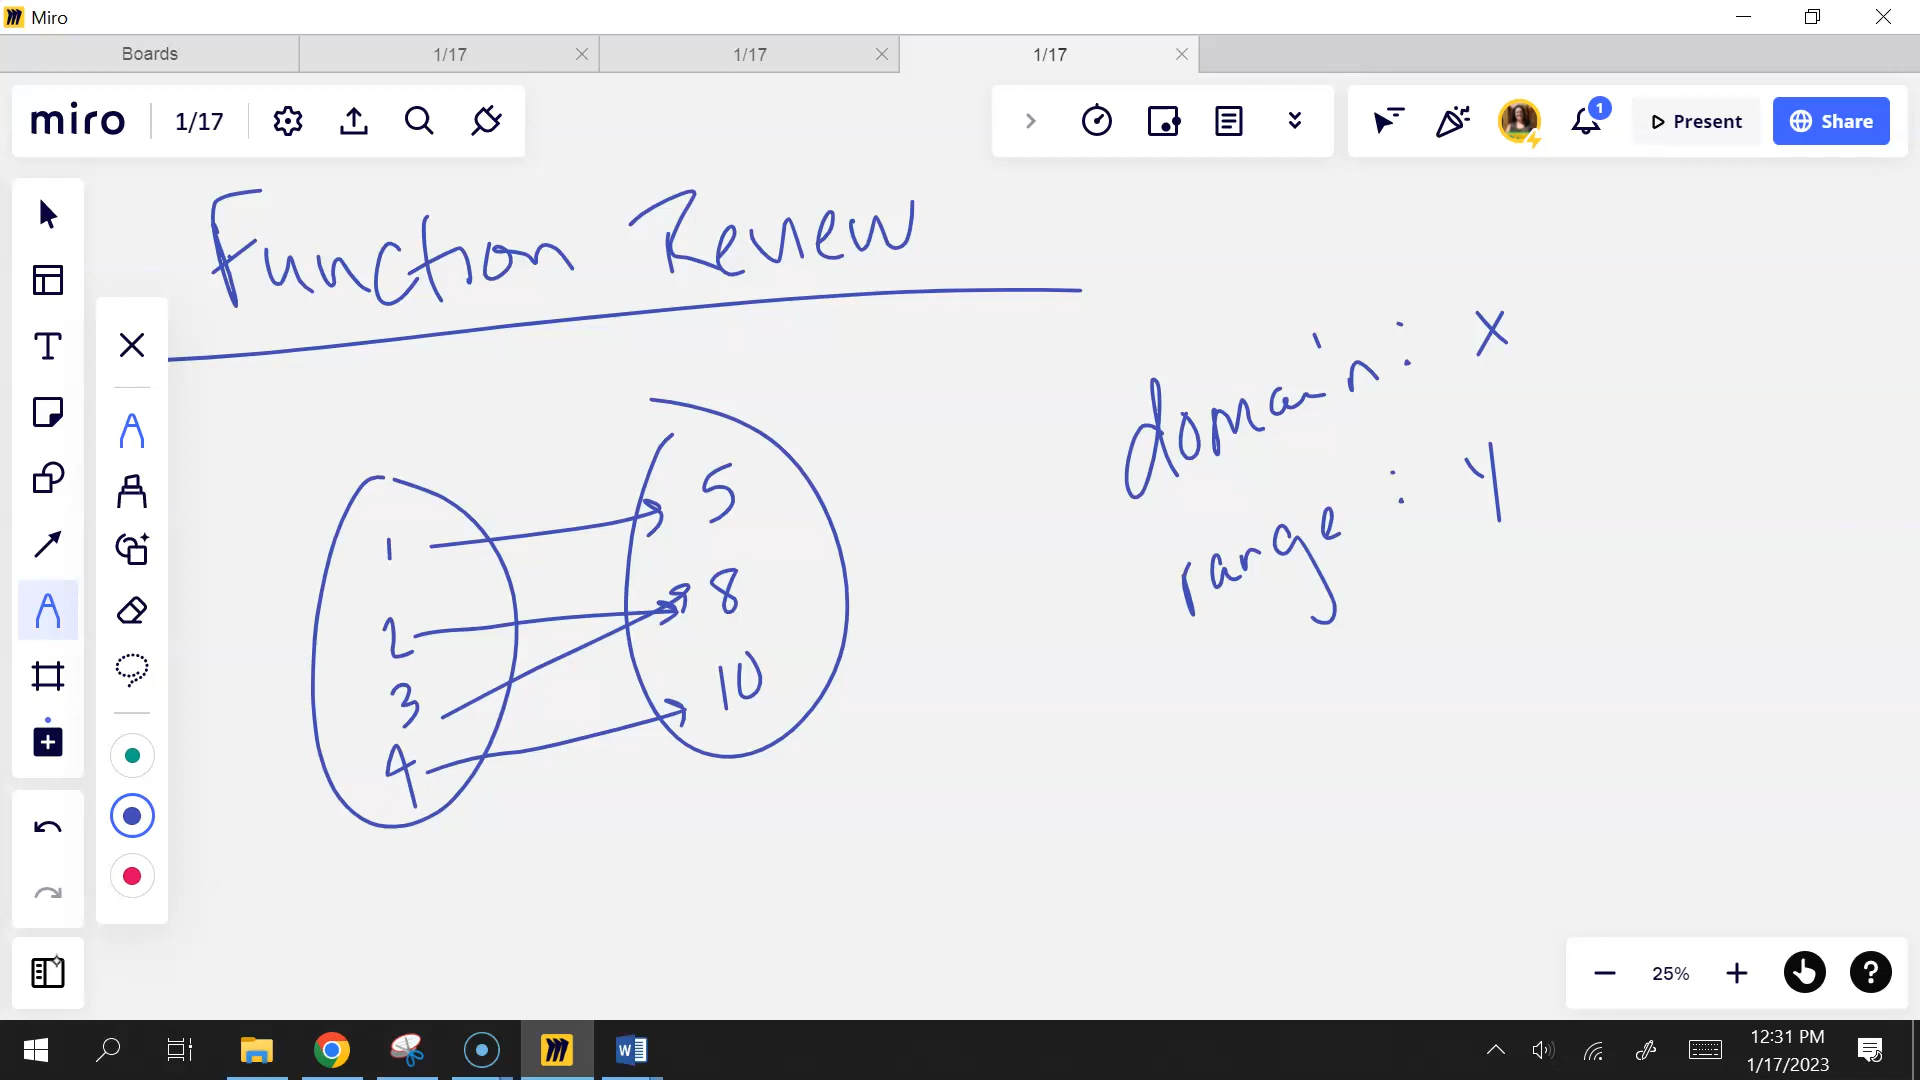 Miro
Boards
1/17
1/17
1/17
miro
1/17
1
Present
Share
Function Review
domain: x
range: y
1
2
3
4
5
8
10
25%
12:31 PM
1/17/2023